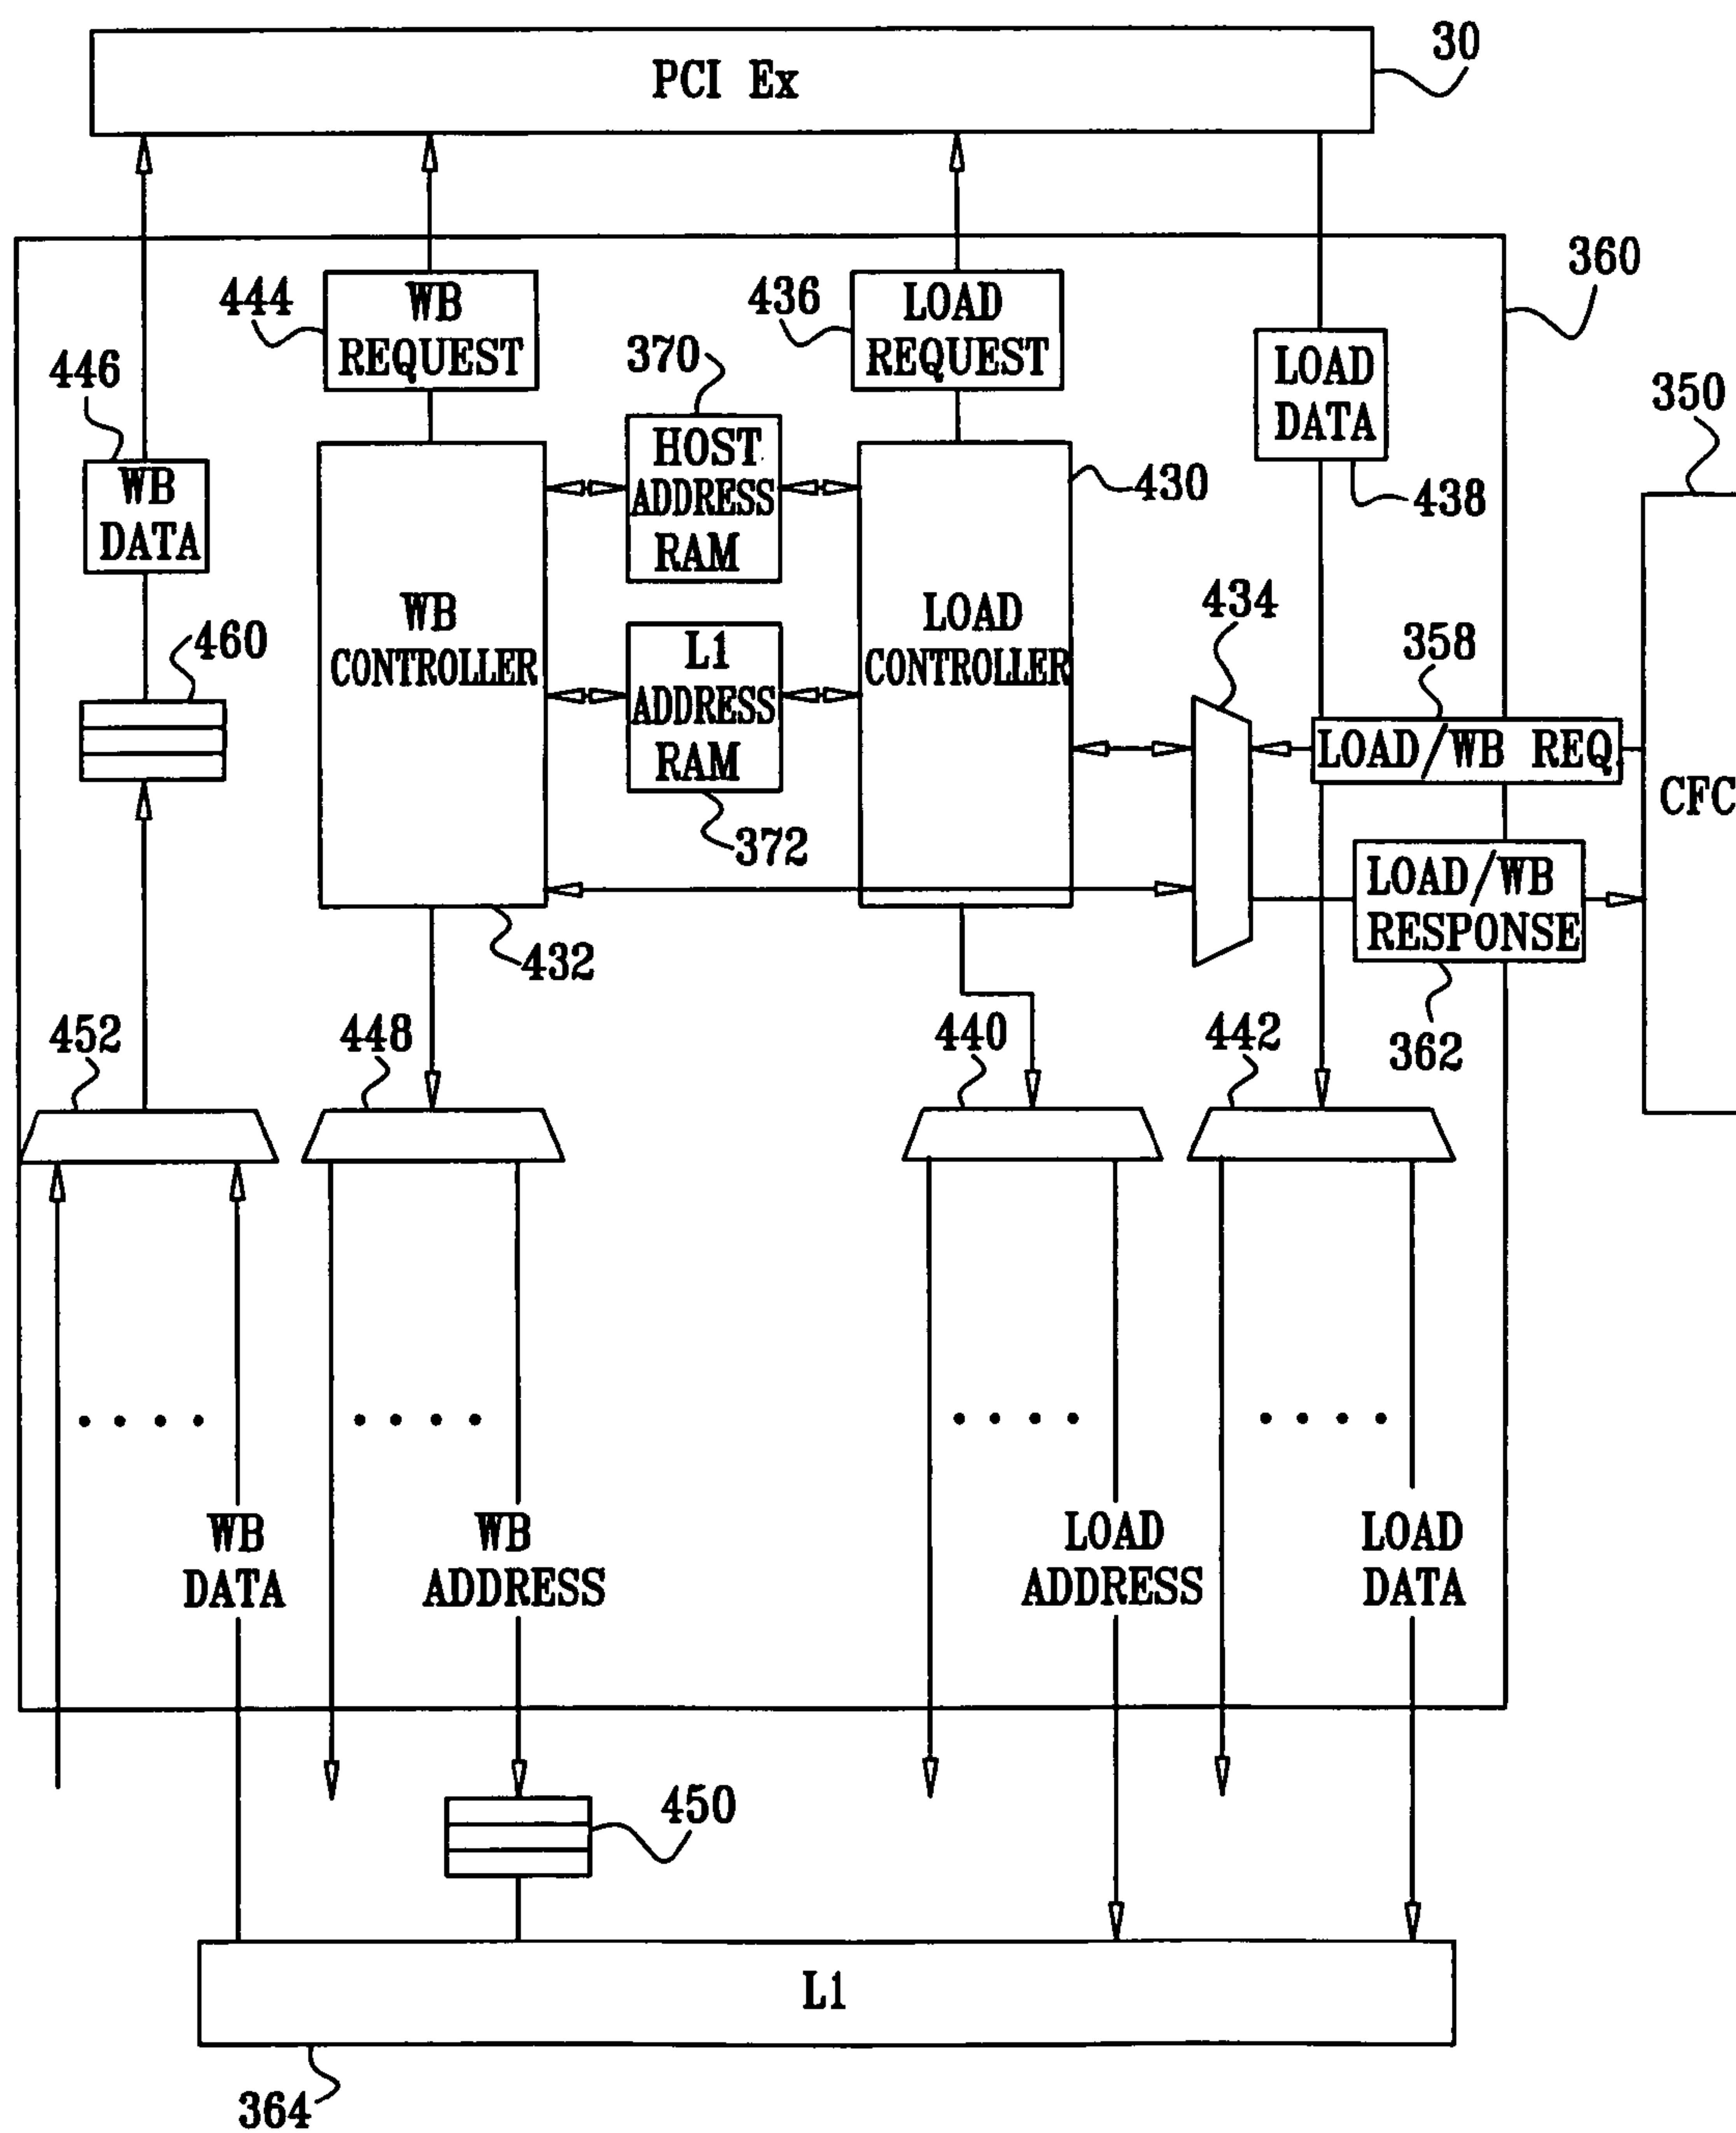 30
PCI Ex
360
444
WB
REQUEST
436
LOAD
REQUEST
370
446
LOAD
DATA
350
HOST
ADDRESS
RAM
430
438
WB
DATA
434
460
WB
CONTROLLER
L1
ADDRESS
RAM
LOAD
CONTROLLER
358
LOAD/WB REQ
CFC
372
LOAD/WB
RESPONSE
432
452
448
440
442
362
WB
DATA
WB
ADDRESS
LOAD
ADDRESS
LOAD
DATA
450
L1
364